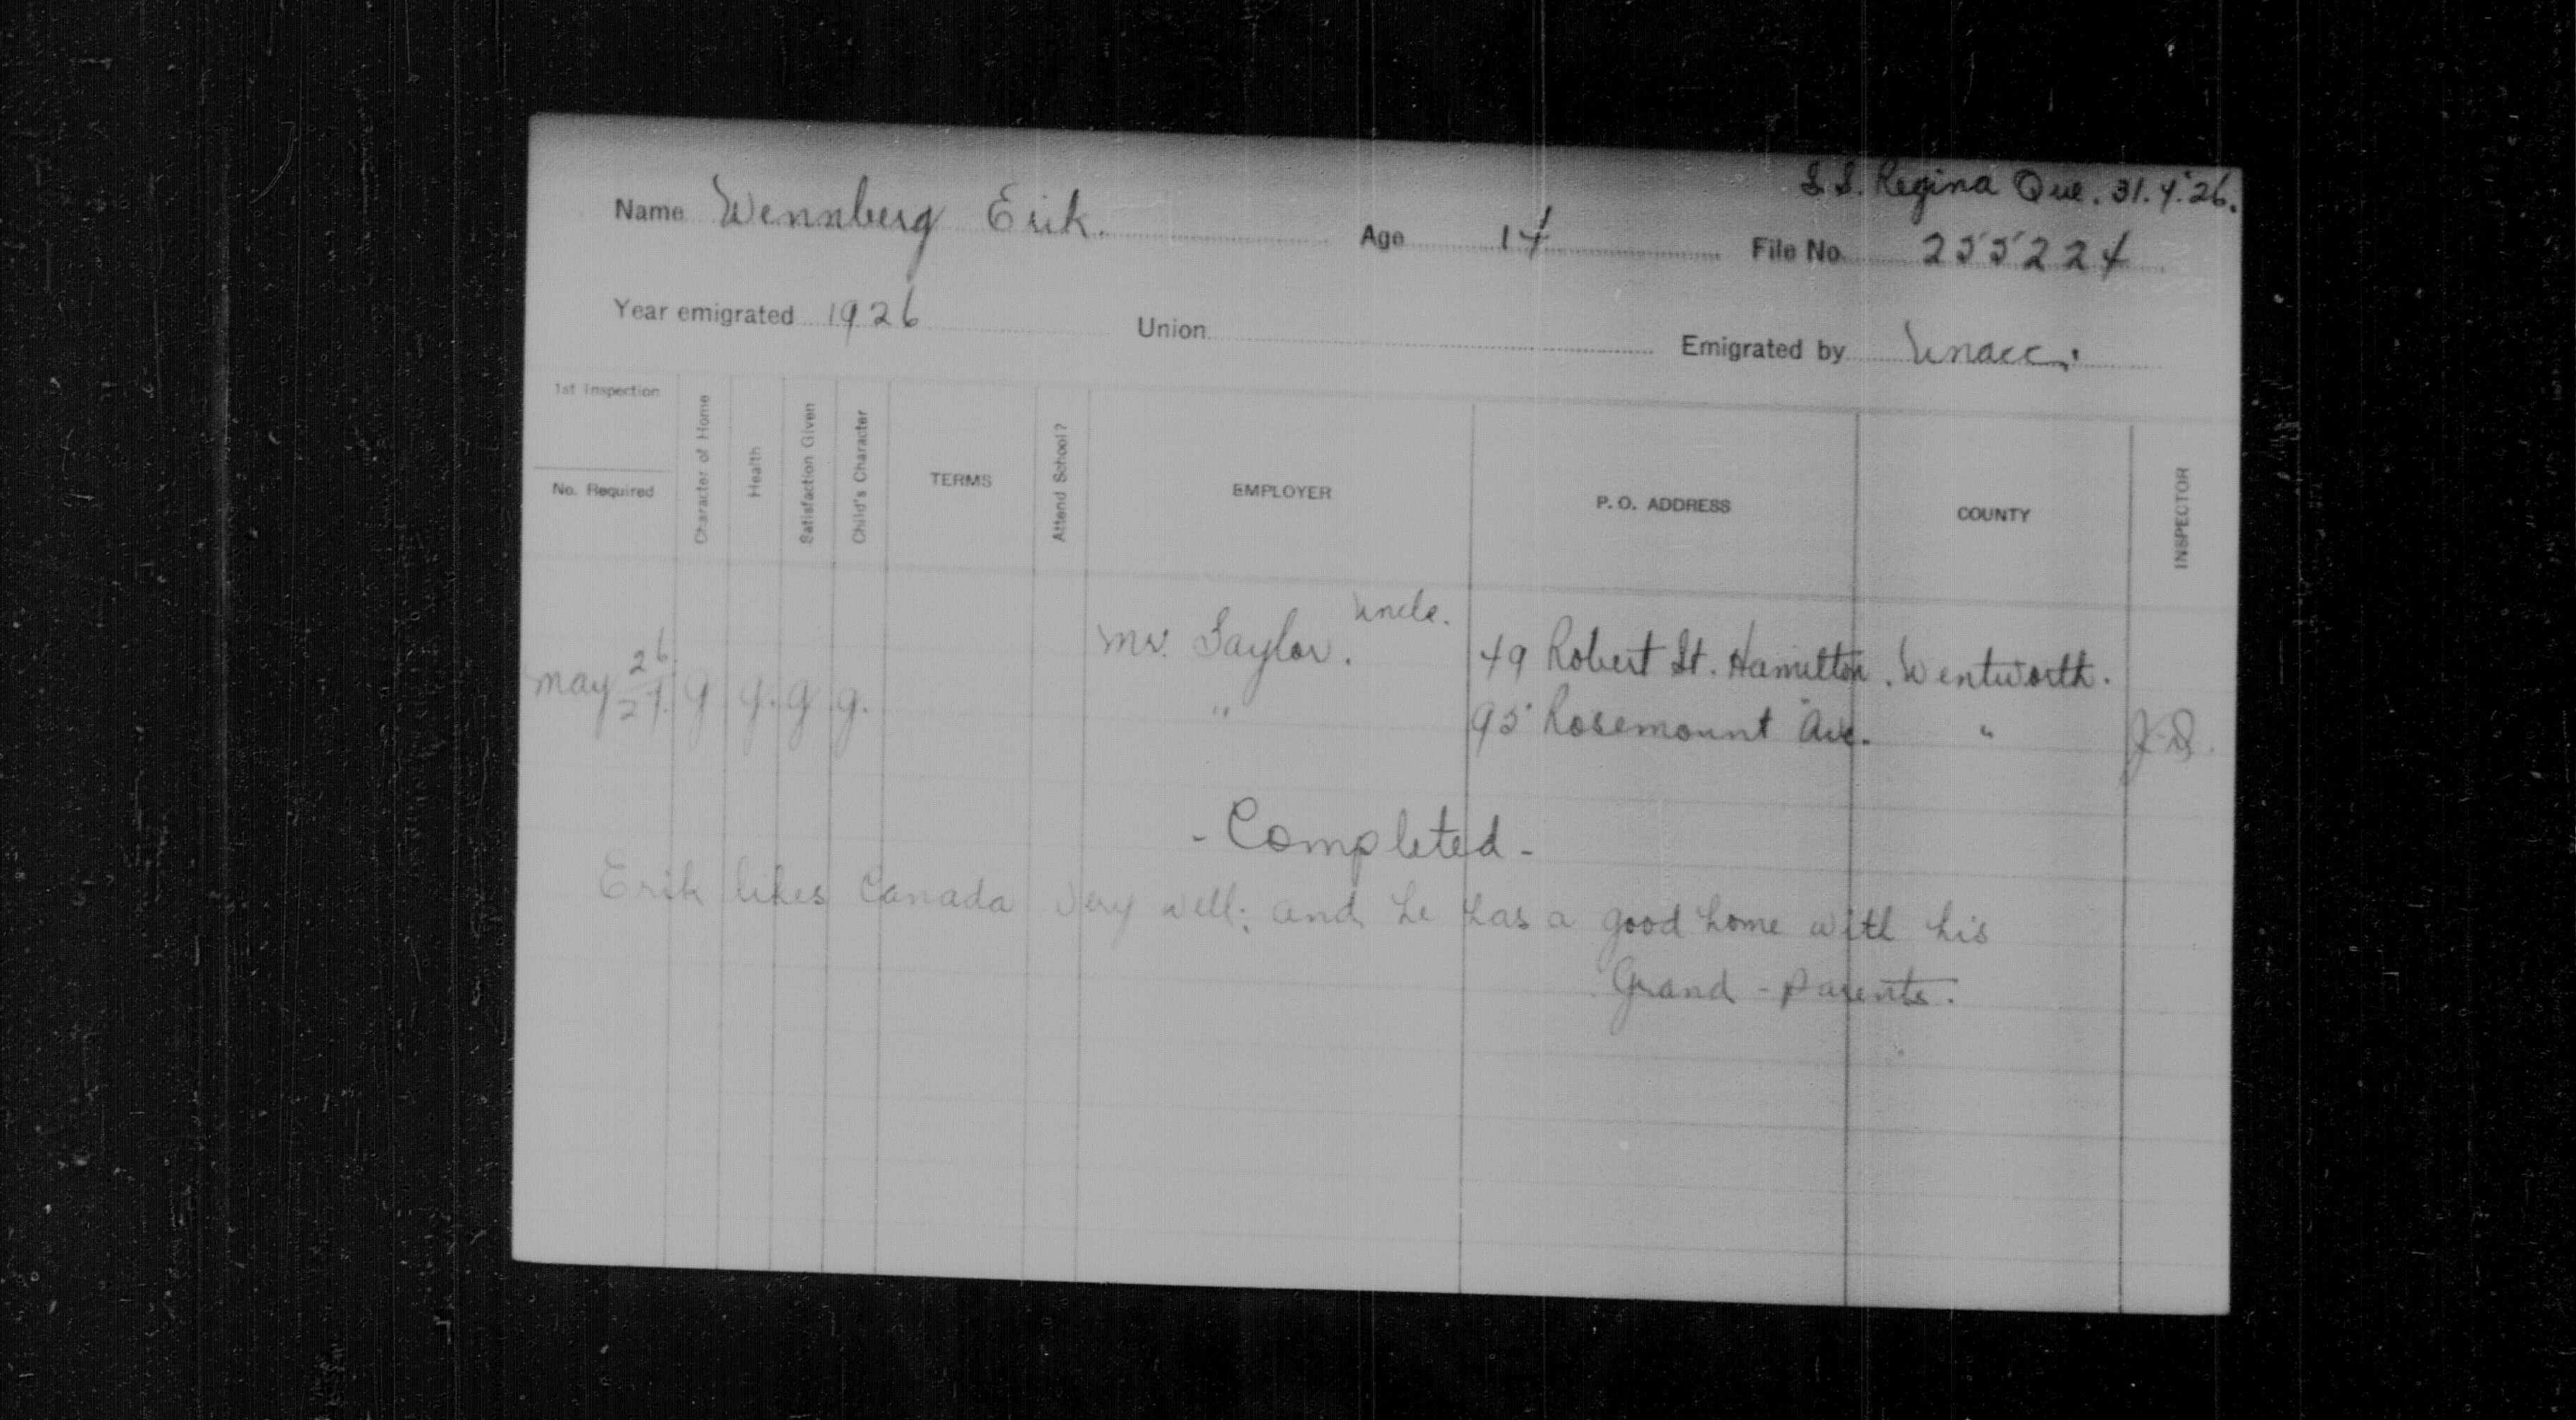 S.S. Regina Que. 31.7.26.
Name Wennberg Erik. Age 14 File No. 255224
Year emigrated 1926 Union Emigrated by Unacc.
1st Inspection
No. Required
Character of Home
Health
Satisfaction Given
Child's Character
TERMS
Attend School?
EMPLOYER
P. O. ADDRESS
COUNTY
INSPECTOR
Uncle.
Mr. Taylor. 49 Robert St. Hamilton. Wentworth.
May 26/27. g g. g g. " 95 Rosemount Ave. "
- Completed -
Erik likes Canada very well; and he has a good home with his
Grand-parents.